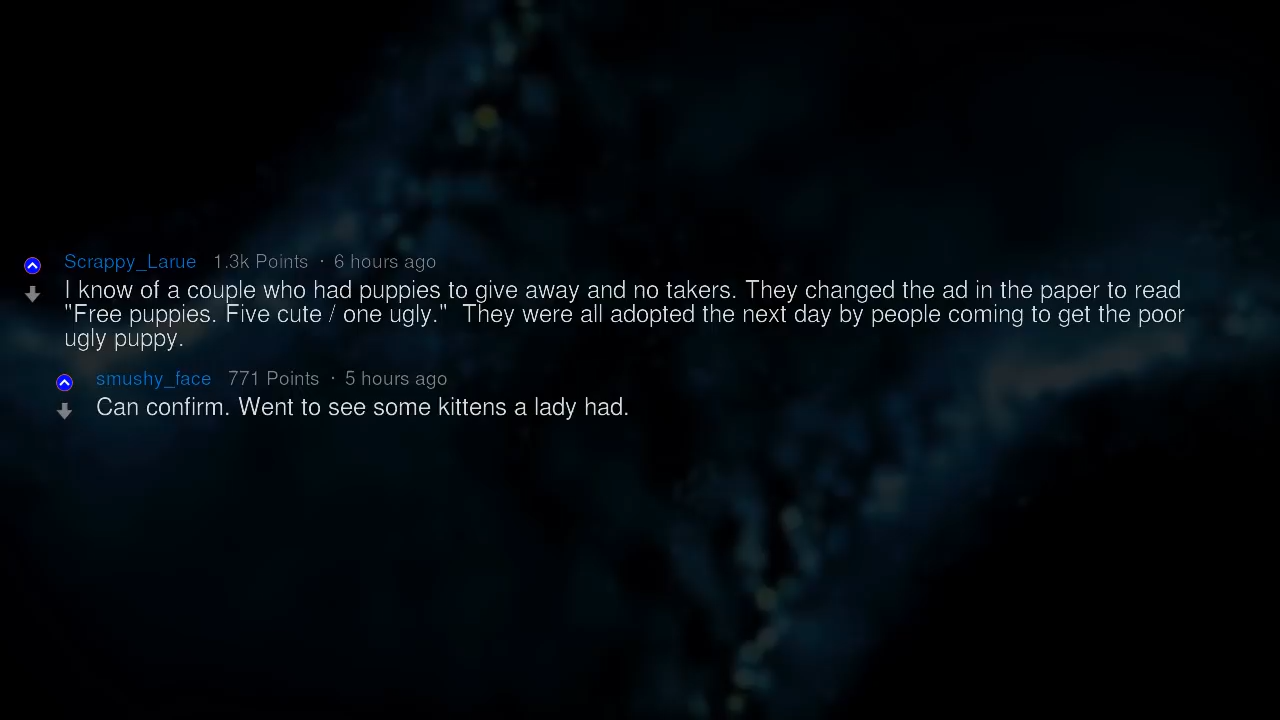 Scrappy_Larue 1.3k Points · 6 hours ago
I know of a couple who had puppies to give away and no takers. They changed the ad in the paper to read
"Free puppies. Five cute / one ugly."  They were all adopted the next day by people coming to get the poor
ugly puppy.
smushy_face 771 Points · 5 hours ago
Can confirm. Went to see some kittens a lady had.